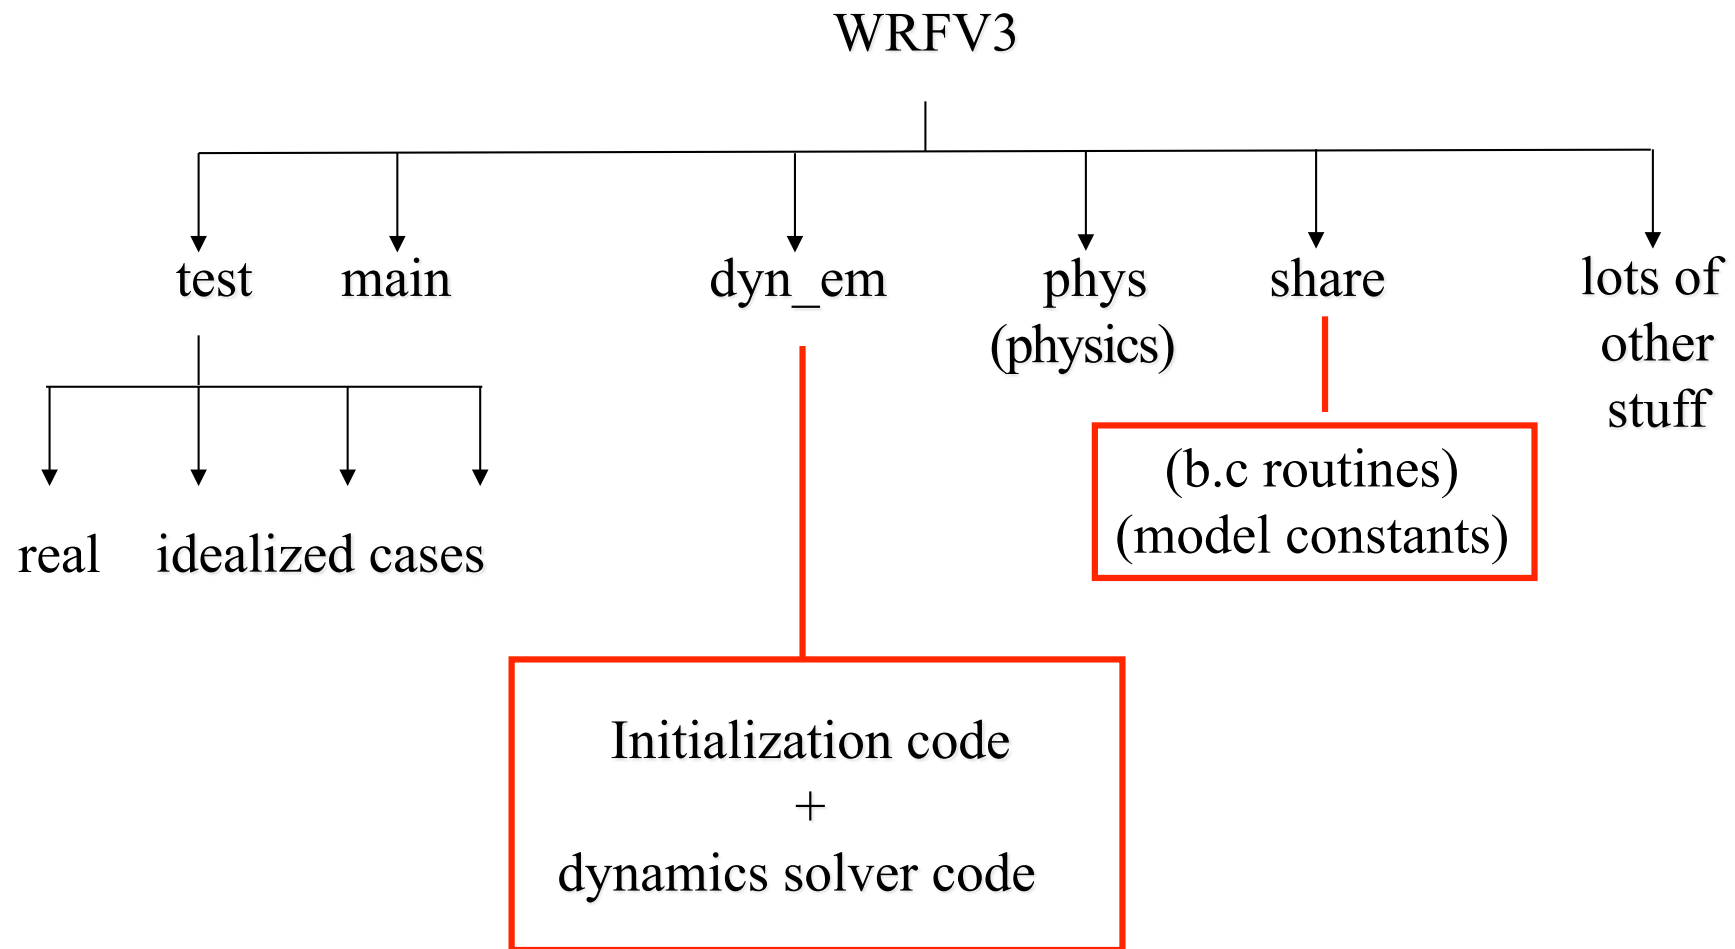 WRFV3
test
main
dyn_em
phys
(physics)
share
lots of
other
stuff
(b.c routines)
(model constants)
real
idealized cases
Initialization code
+
dynamics solver code